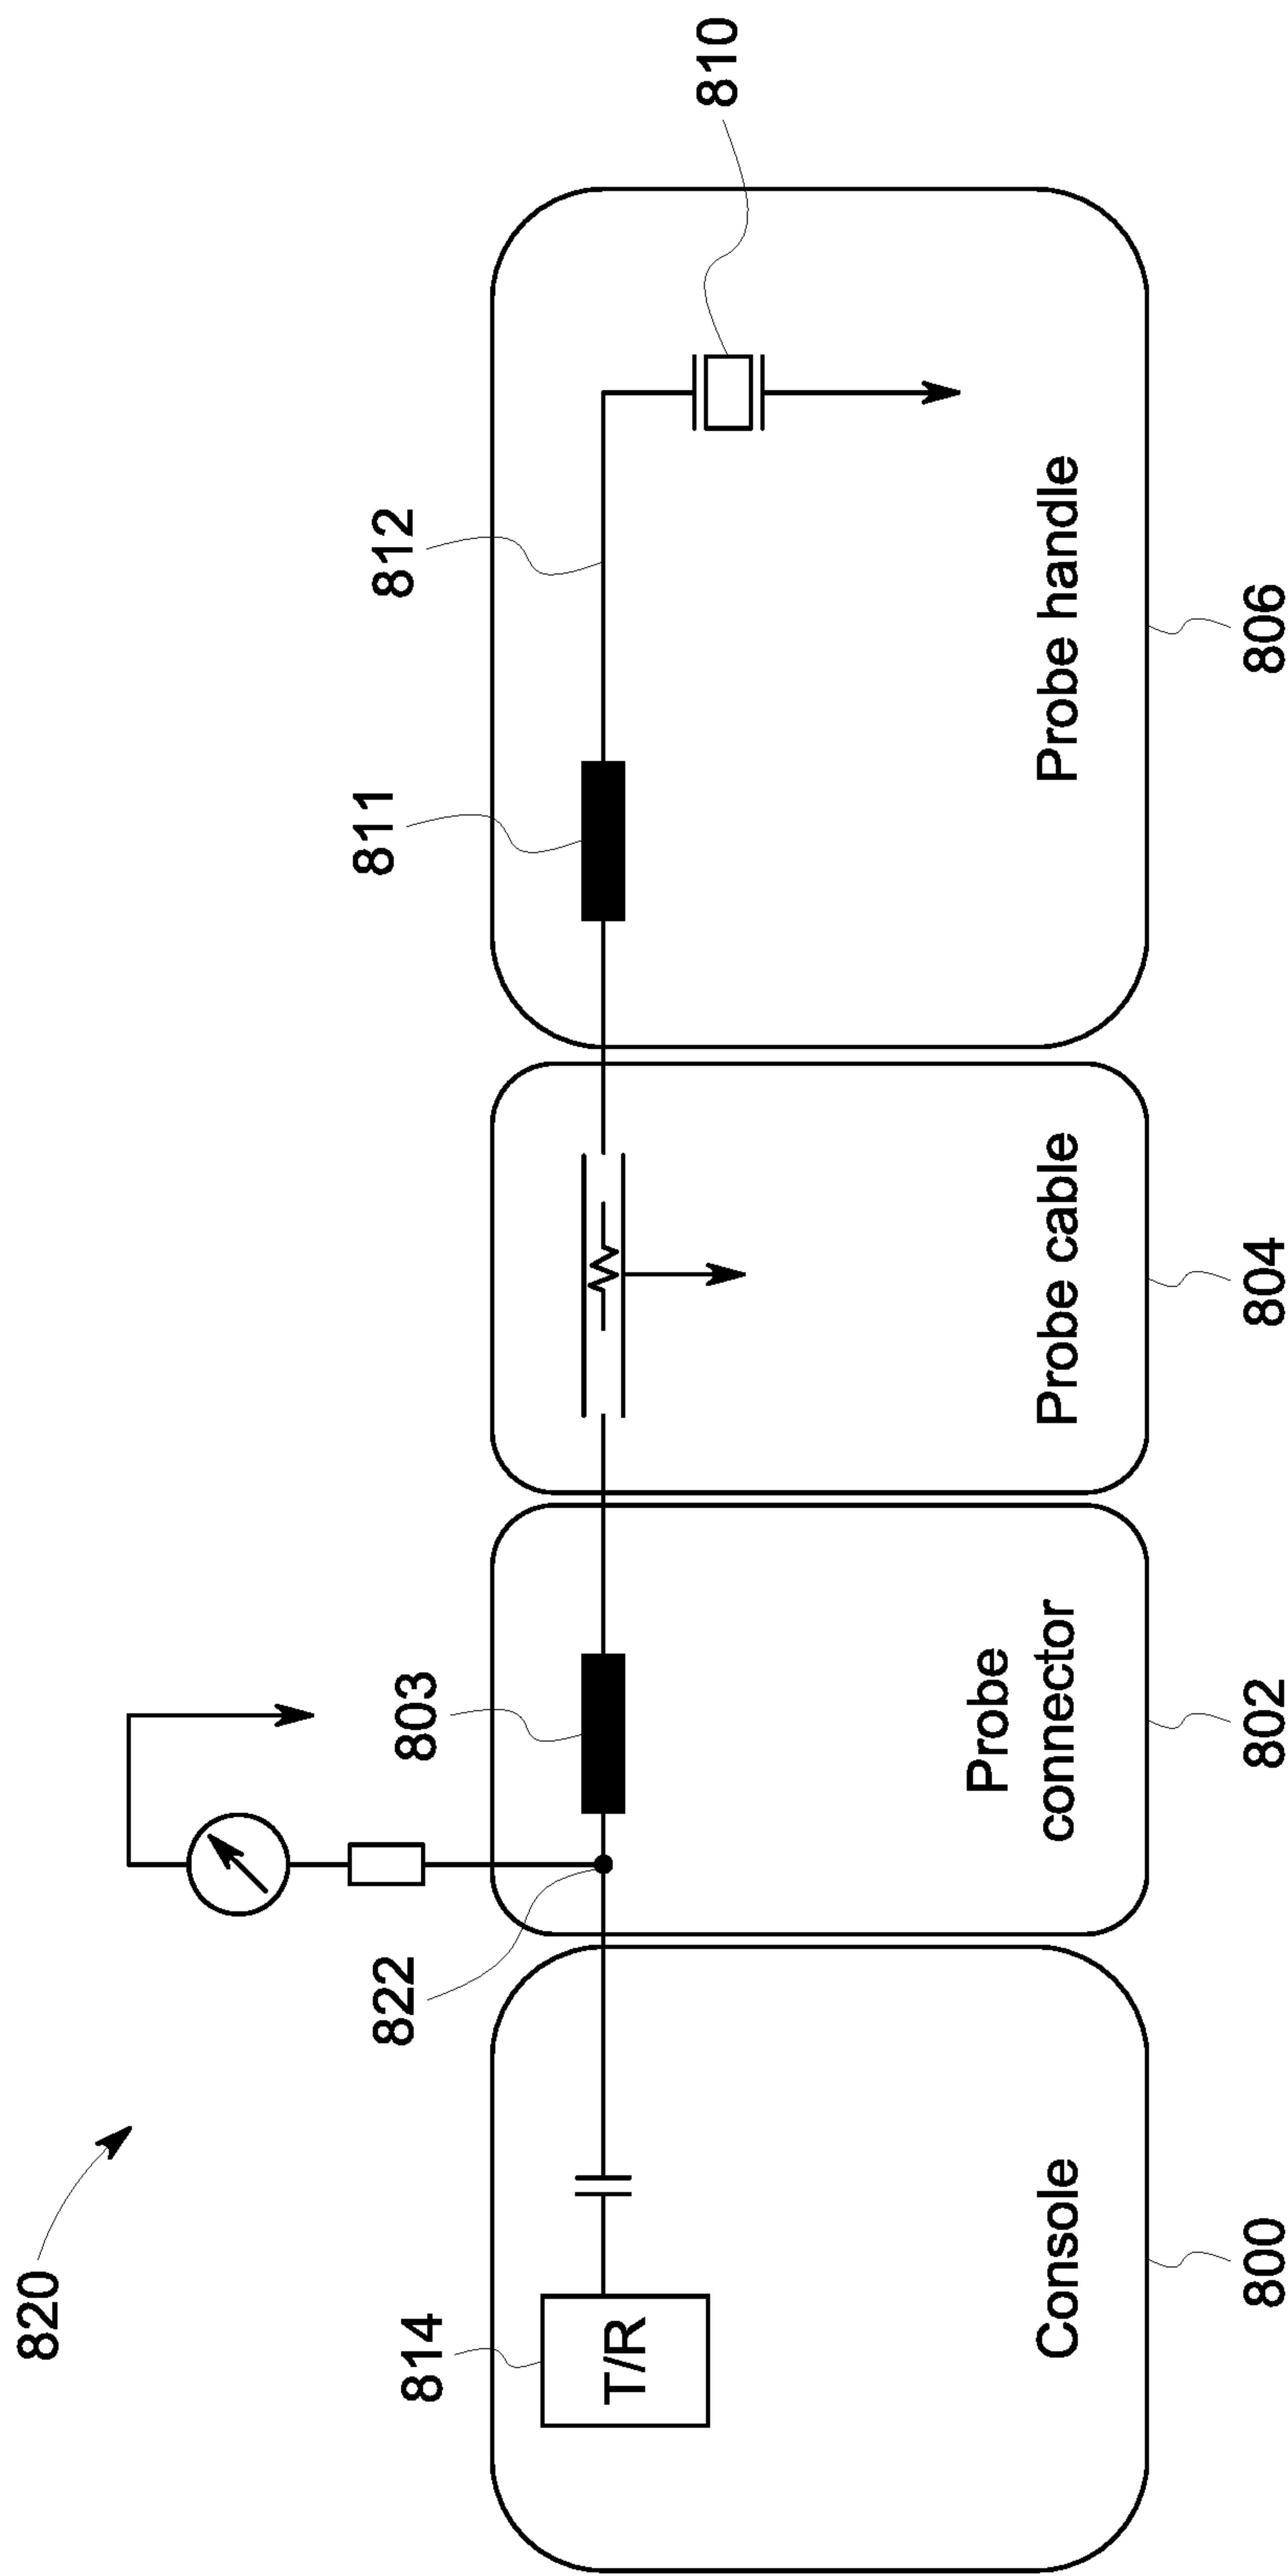 820
822
803
811
812
810
814
T/R
Console
Probe
connector
Probe cable
Probe handle
800
802
804
806